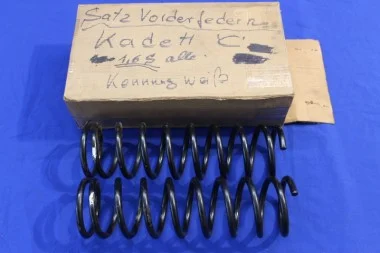 Satz Vorderfedern
Kadett C
1,6 S alle
Kennung weiß